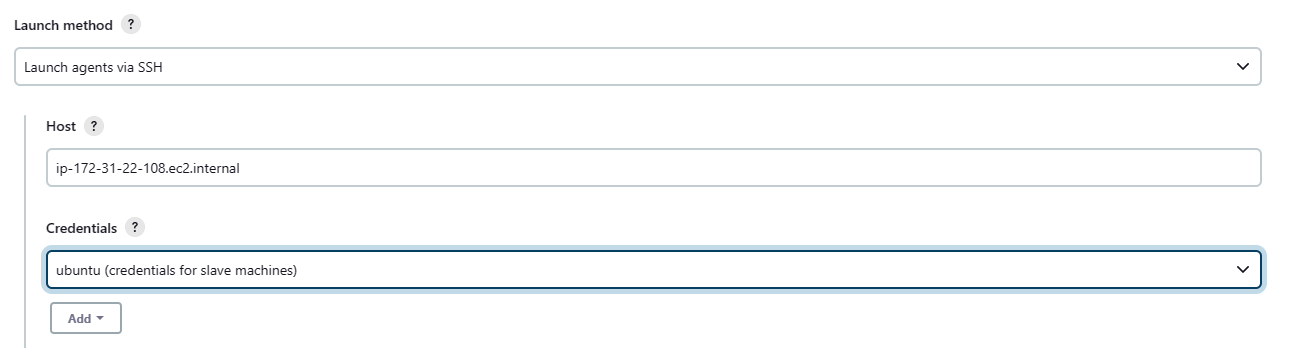 Launch method ?
Launch agents via SSH
Host ?
ip-172-31-22-108.ec2.internal
Credentials ?
ubuntu (credentials for slave machines)
Add